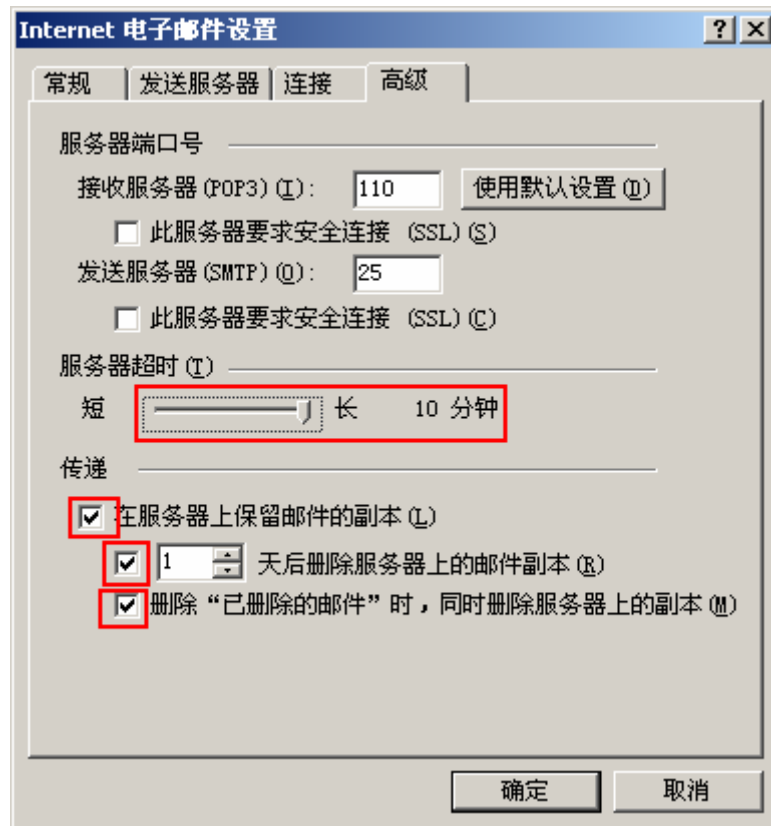 Internet 电子邮件设置
常规 发送服务器 连接 高级
服务器端口号
接收服务器(POP3)(I): 110 使用默认设置(D)
此服务器要求安全连接 (SSL)(S)
发送服务器(SMTP)(O): 25
此服务器要求安全连接 (SSL)(C)
服务器超时(T)
短 长 10 分钟
传递
在服务器上保留邮件的副本(L)
1 天后删除服务器上的邮件副本(R)
删除“已删除的邮件”时，同时删除服务器上的副本(M)
确定 取消